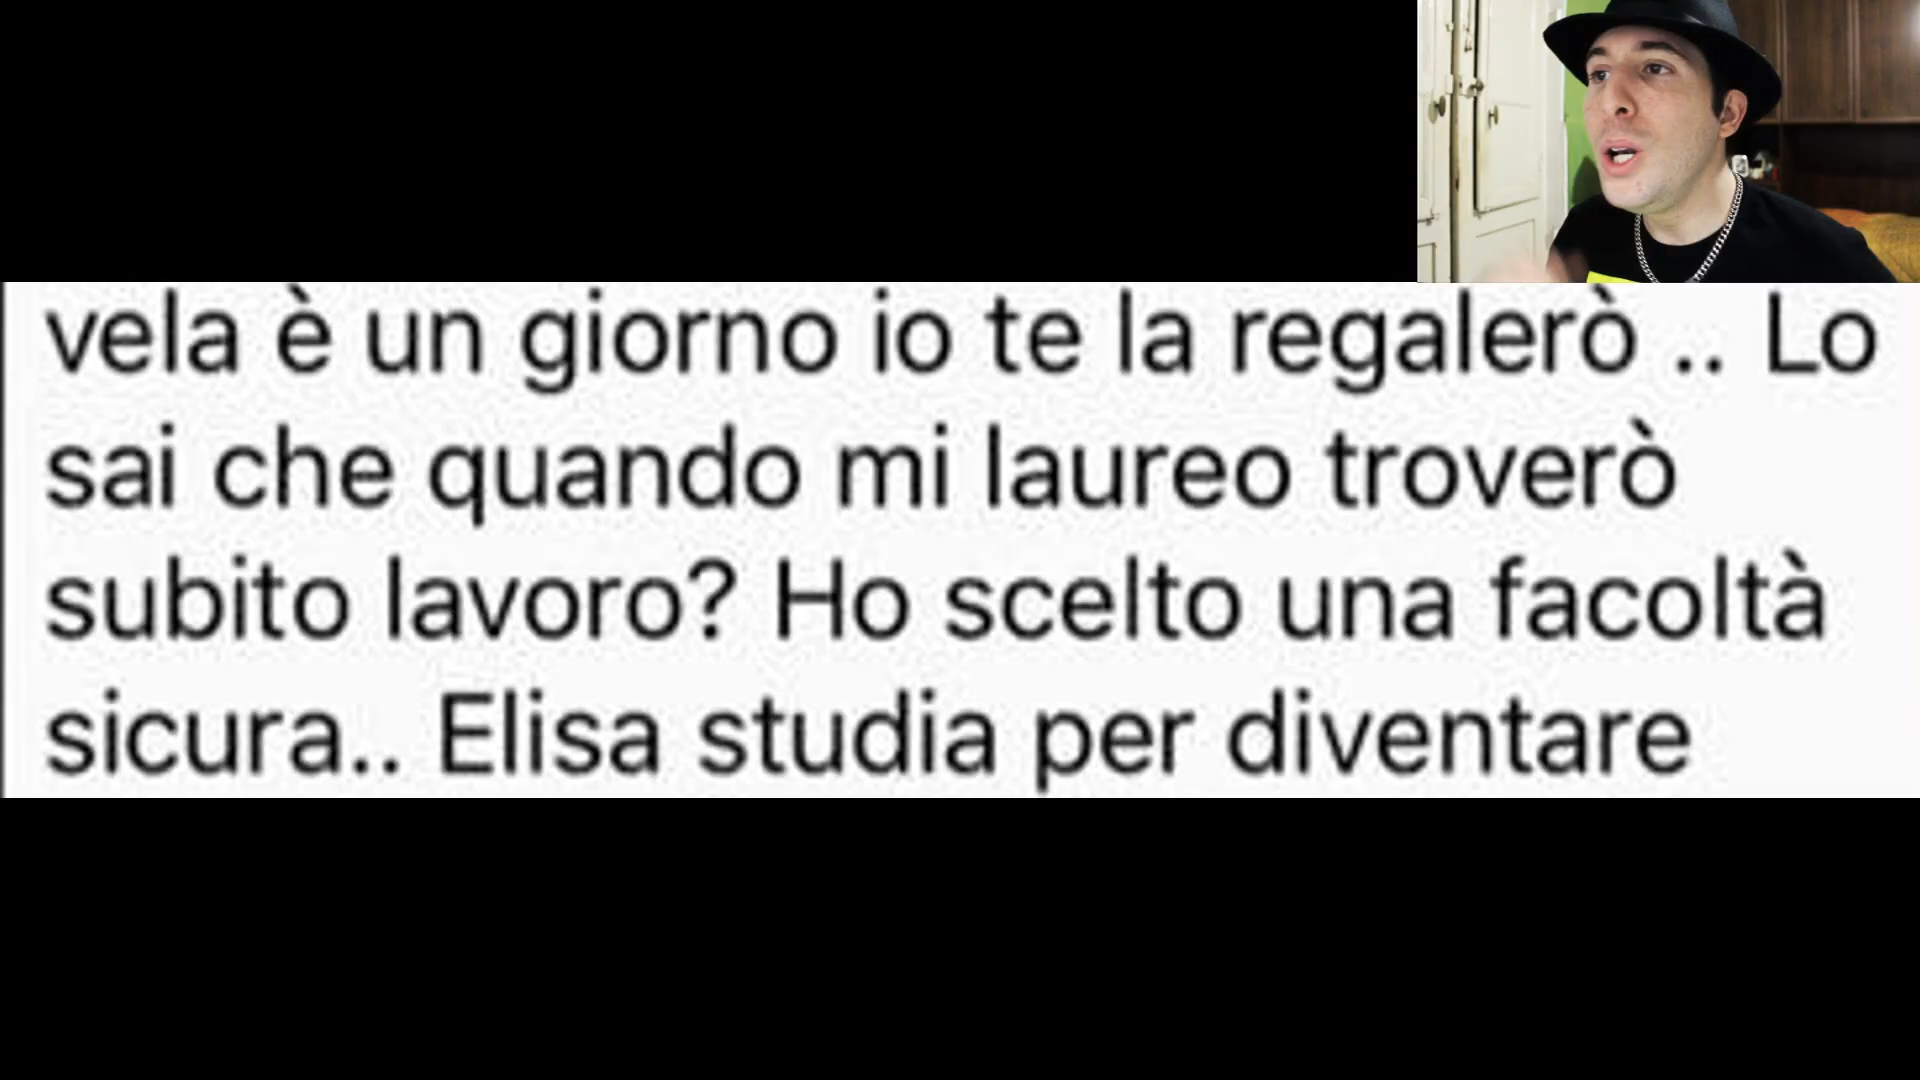 vela è un giorno io te la regalerò .. Lo
sai che quando mi laureo troverò
subito lavoro? Ho scelto una facoltà
sicura.. Elisa studia per diventare